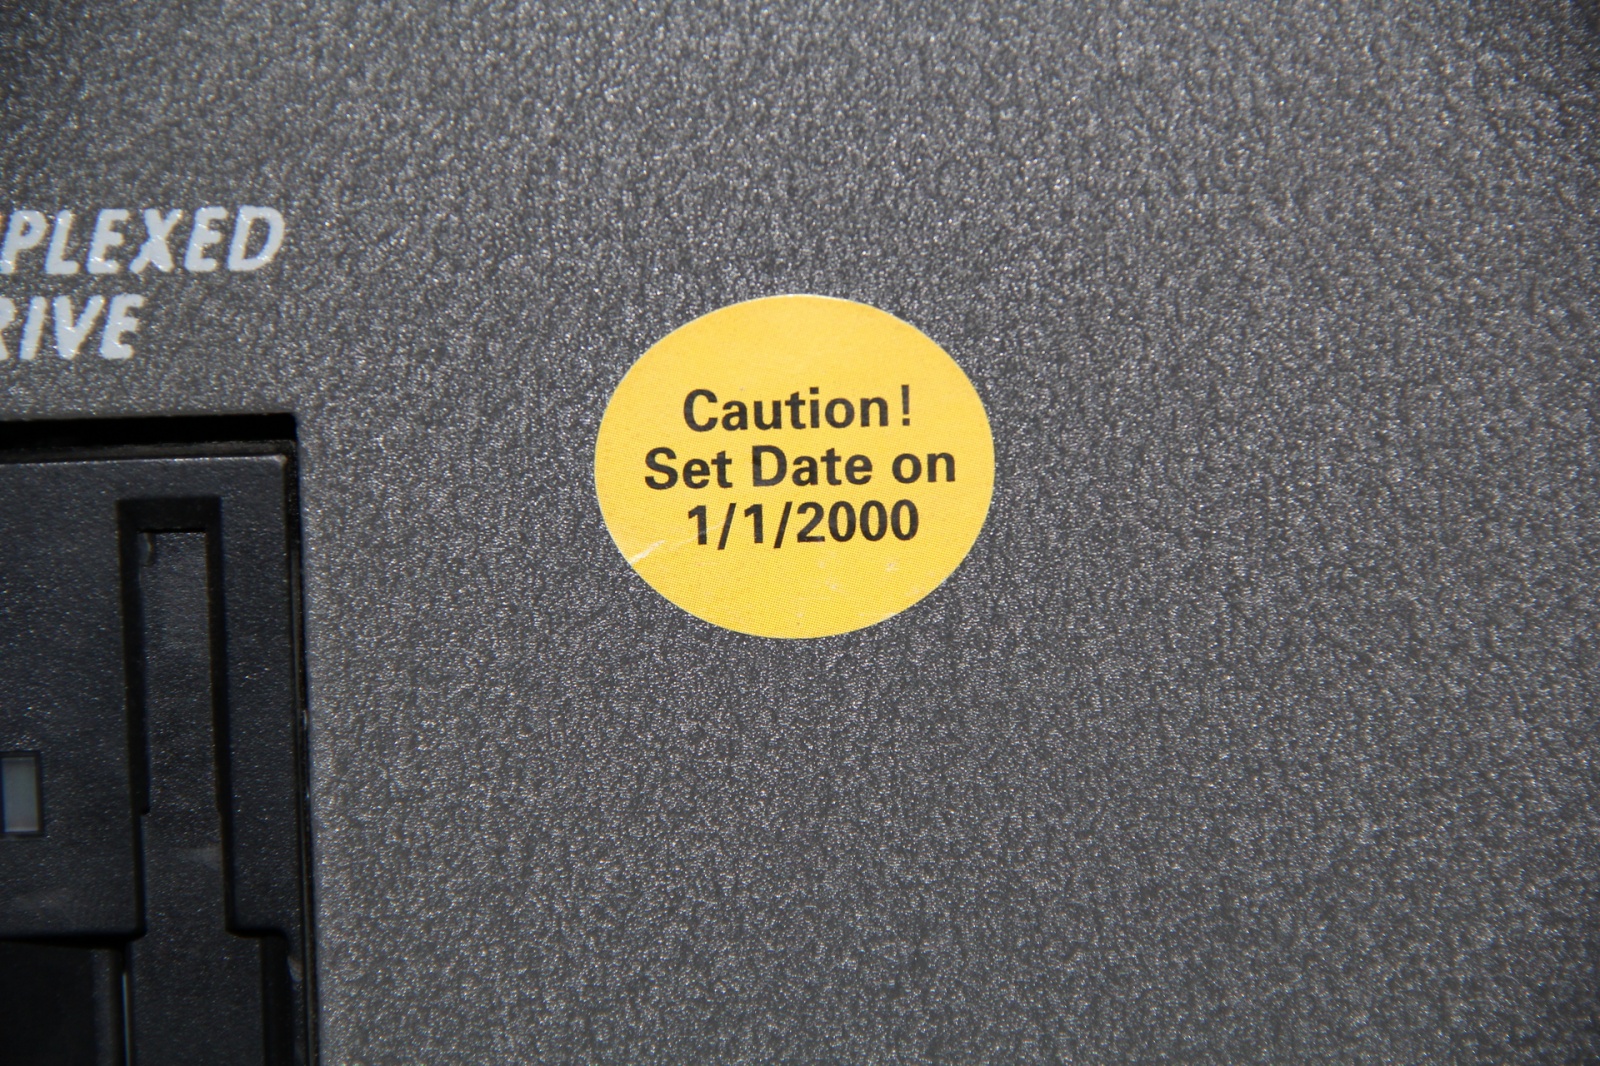 PLEXED
RIVE
Caution!
Set Date on
1/1/2000